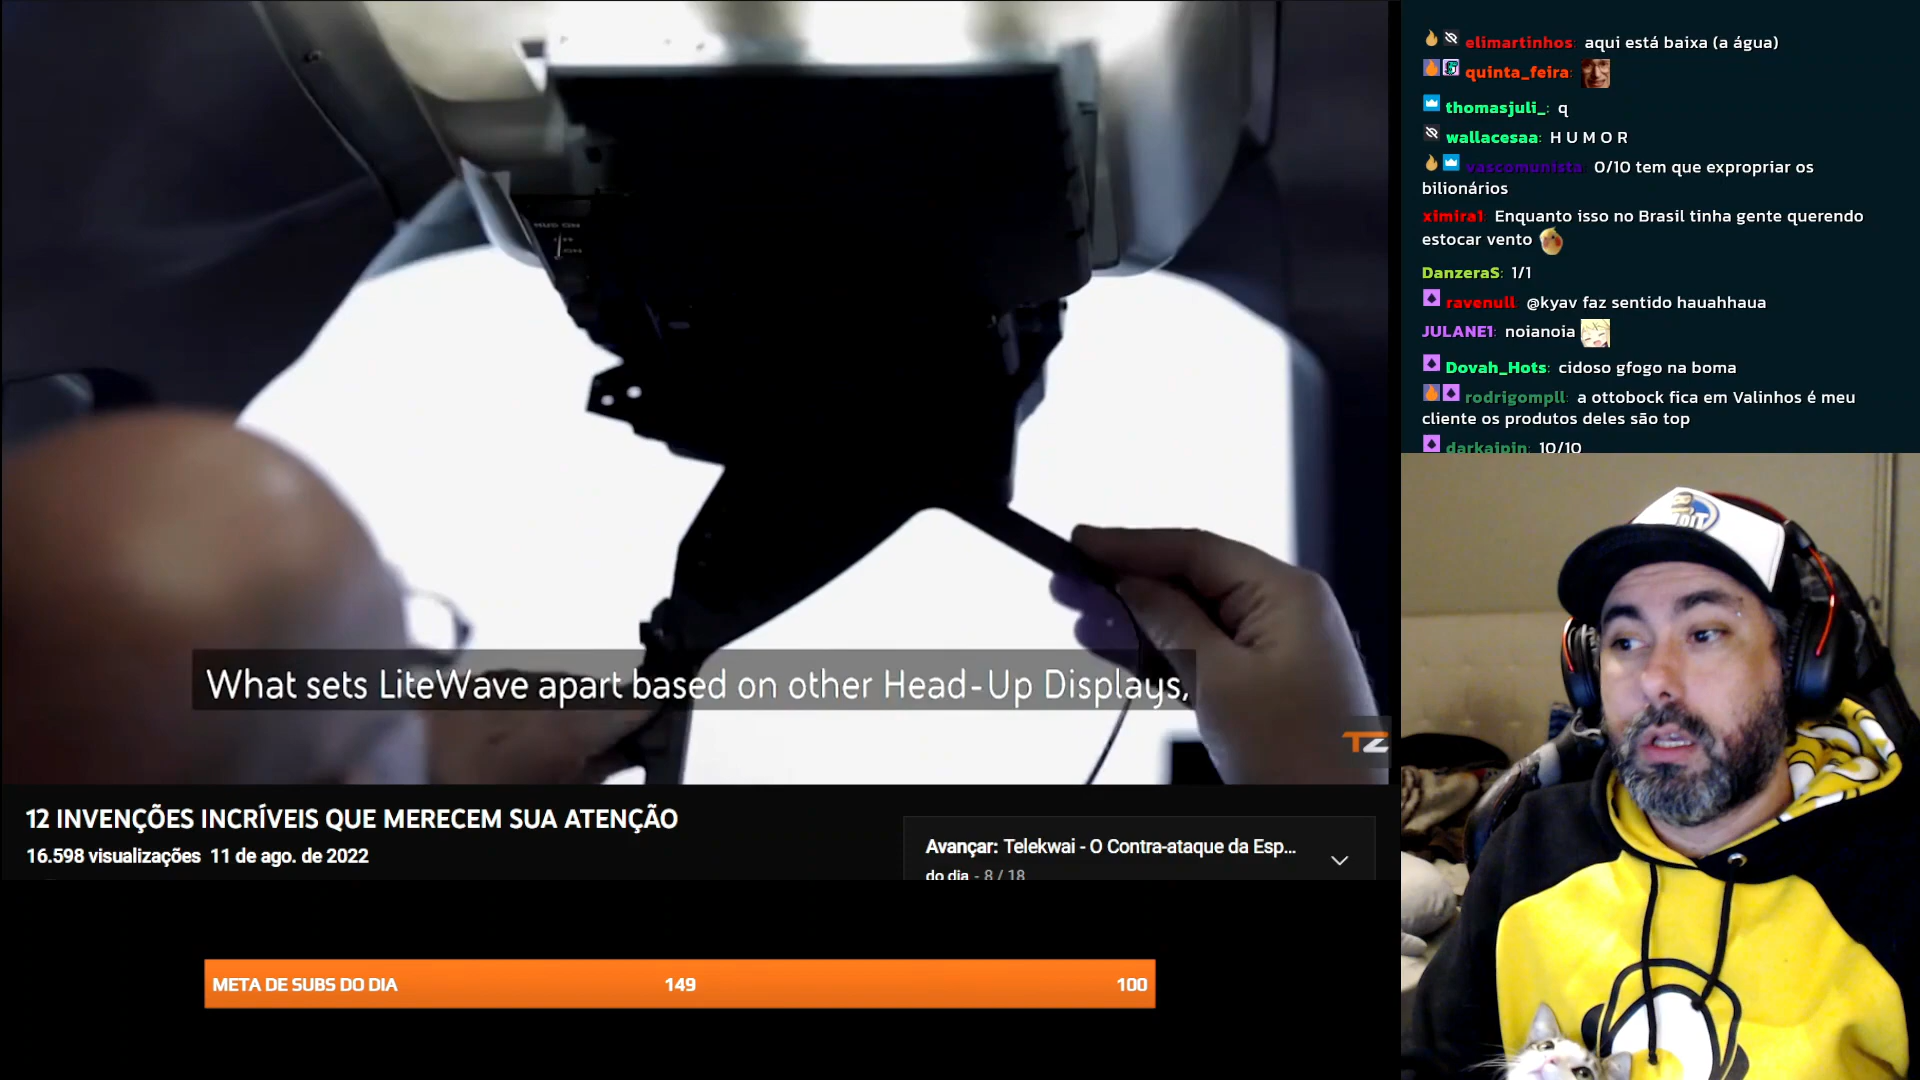 elimartinhos: aqui está baixa (a água)
quinta_feira:
thomasjuli_: q
wallacesaa: H U M O R
vascomunista 0/10 tem que expropriar os
bilionários
ximira1: Enquanto isso no Brasil tinha gente querendo
estocar vento
DanzeraS: 1/1
ravenull @kyav faz sentido hauahhaua
JULANE1: noianoia
Dovah_Hots: cidoso gfogo na boma
rodrigompll: a ottobock fica em Valinhos é meu
cliente os produtos deles são top
darkaipin: 10/10
What sets LiteWave apart based on other Head-Up Displays,
TZ
12 INVENÇÕES INCRÍVEIS QUE MERECEM SUA ATENÇÃO
16.598 visualizações 11 de ago. de 2022
Avançar: Telekwai - O Contra-ataque da Esp...
do dia - 8 / 18
META DE SUBS DO DIA 149 100